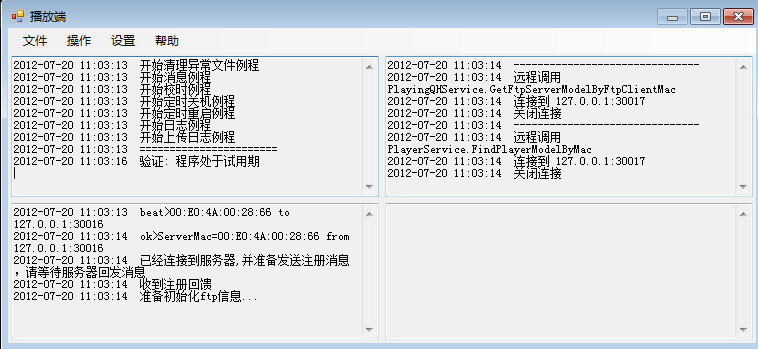 播放端
文件 操作 设置 帮助
2012-07-20 11:03:13 开始清理异常文件例程
2012-07-20 11:03:13 开始消息例程
2012-07-20 11:03:13 开始校时例程
2012-07-20 11:03:13 开始定时关机例程
2012-07-20 11:03:13 开始定时重启例程
2012-07-20 11:03:13 开始日志例程
2012-07-20 11:03:13 开始上传日志例程
2012-07-20 11:03:13 =======================
2012-07-20 11:03:16 验证: 程序处于试用期
2012-07-20 11:03:14 -------------------------------
2012-07-20 11:03:14 远程调用
PlayingQHService.GetFtpServerModelByFtpClientMac
2012-07-20 11:03:14 连接到 127.0.0.1:30017
2012-07-20 11:03:14 关闭连接
2012-07-20 11:03:14 -------------------------------
2012-07-20 11:03:14 远程调用
PlayerService.FindPlayerModelByMac
2012-07-20 11:03:14 连接到 127.0.0.1:30017
2012-07-20 11:03:14 关闭连接
2012-07-20 11:03:13 beat>00:E0:4A:00:28:66 to
127.0.0.1:30016
2012-07-20 11:03:14 ok>ServerMac=00:E0:4A:00:28:66 from
127.0.0.1:30016
2012-07-20 11:03:14 已经连接到服务器,并准备发送注册消息
，请等待服务器回发消息
2012-07-20 11:03:14 收到注册回馈
2012-07-20 11:03:14 准备初始化ftp信息...